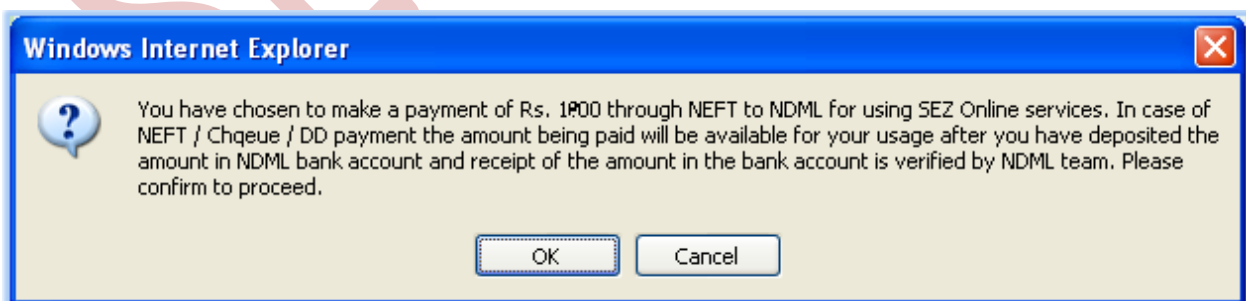 Windows Internet Explorer
You have chosen to make a payment of Rs. through NEFT to NDML for using SEZ Online services. In case of
NEFT / Chqeue / DD payment the amount being paid will be available for your usage after you have deposited the
amount in NDML bank account and receipt of the amount in the bank account is verified by NDML team. Please
confirm to proceed.
OK
Cancel